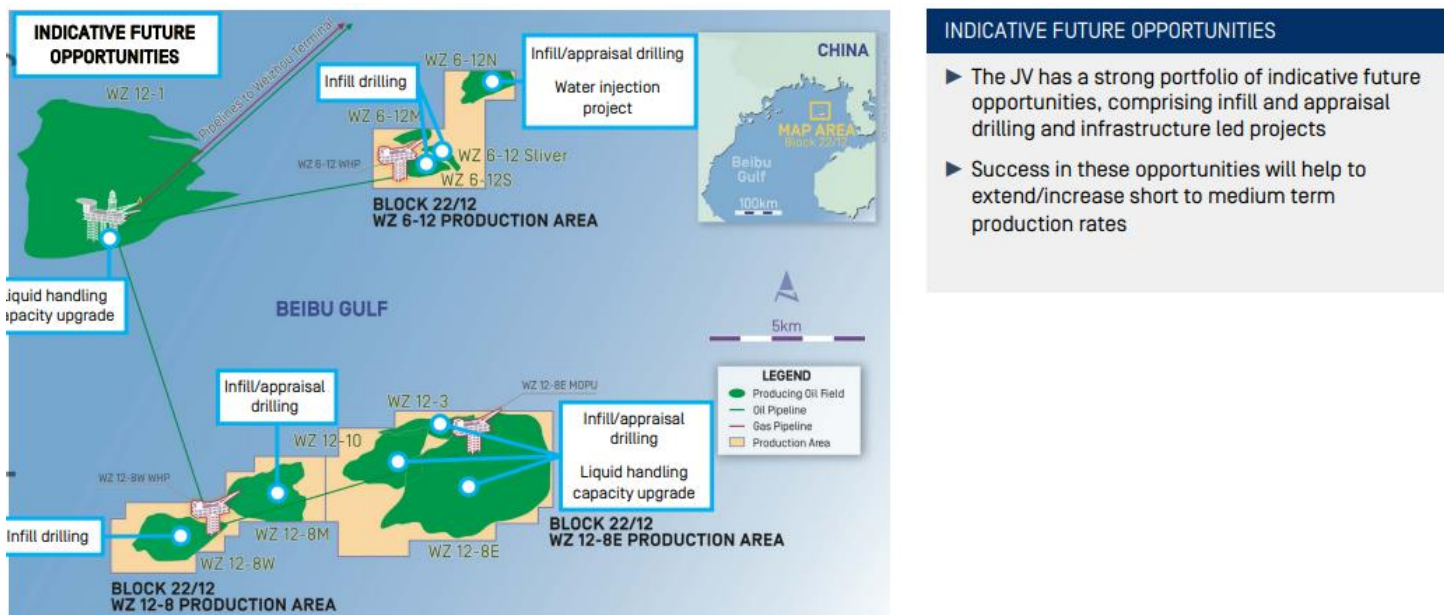 INDICATIVE FUTURE
OPPORTUNITIES
Pipelines to Weizhou Terminal
WZ 12-1
WZ 6-12N
Infill drilling
Infill/appraisal drilling
Water injection
project
WZ 6-12M
WZ 6-12 WHP
WZ 6-12 Sliver
WZ 6-12S
BLOCK 22/12
WZ 6-12 PRODUCTION AREA
CHINA
MAP AREA
Block 22/12
Beibu
Gulf
100km
iquid handling
apacity upgrade
BEIBU GULF
5km
LEGEND
Producing Oil Field
Oil Pipeline
Gas Pipeline
Production Area
Infill/appraisal
drilling
WZ 12-8E MOPU
WZ 12-3
WZ 12-10
Infill/appraisal
drilling
Liquid handling
capacity upgrade
WZ 12-8W WHP
Infill drilling
WZ 12-8M
WZ 12-8W
WZ 12-8E
BLOCK 22/12
WZ 12-8E PRODUCTION AREA
BLOCK 22/12
WZ 12-8 PRODUCTION AREA
INDICATIVE FUTURE OPPORTUNITIES
► The JV has a strong portfolio of indicative future
opportunities, comprising infill and appraisal
drilling and infrastructure led projects
► Success in these opportunities will help to
extend/increase short to medium term
production rates